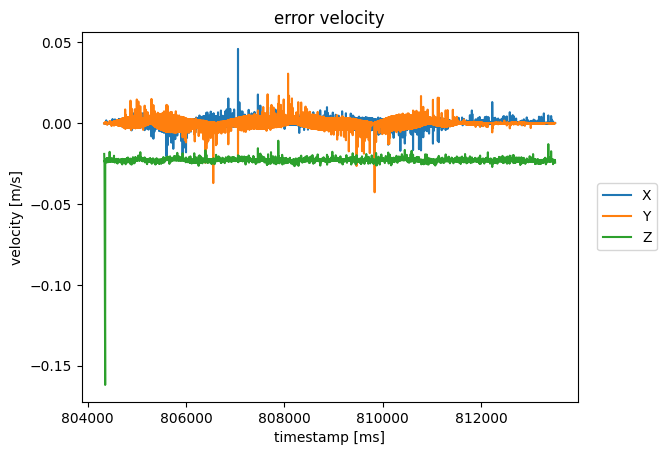 error velocity
0.05
0.00
−0.05
−0.10
−0.15
velocity [m/s]
804000 806000 808000 810000 812000
timestamp [ms]
X
Y
Z